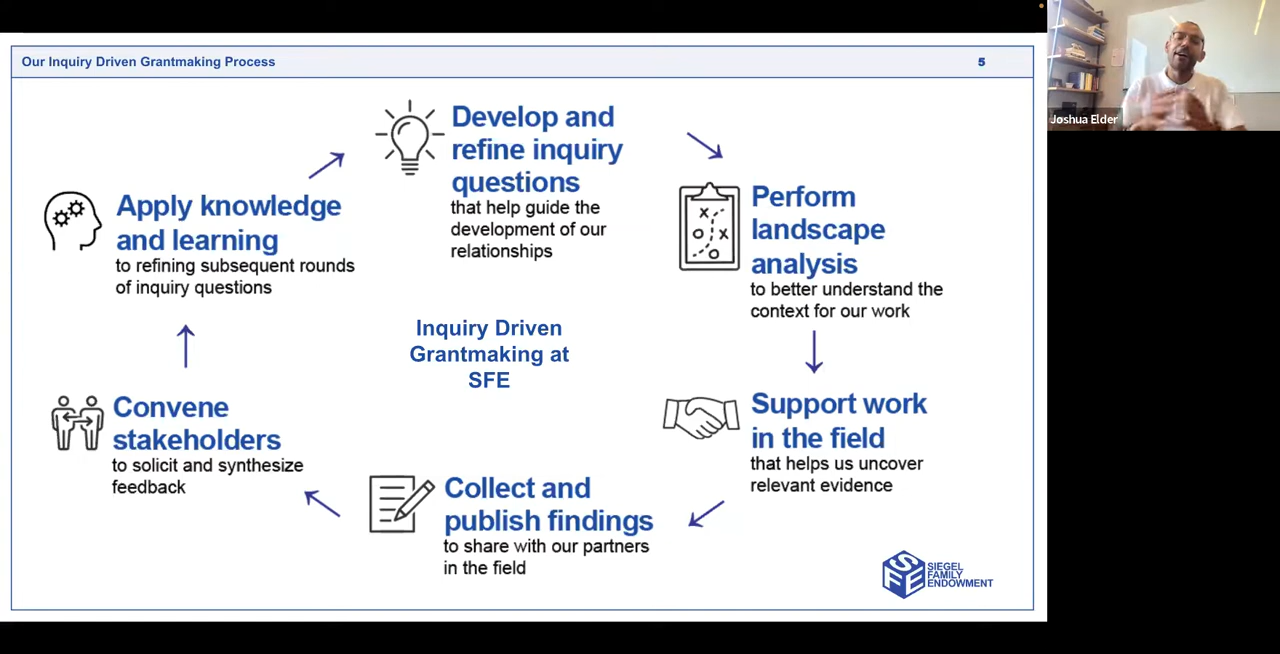 Our Inquiry Driven Grantmaking Process
5
Joshua Elder
Develop and
refine inquiry
questions
that help guide the
development of our
relationships
Perform
landscape
analysis
to better understand the
context for our work
Support work
in the field
that helps us uncover
relevant evidence
Collect and
publish findings
to share with our partners
in the field
Convene
stakeholders
to solicit and synthesize
feedback
Apply knowledge
and learning
to refining subsequent rounds
of inquiry questions
Inquiry Driven
Grantmaking at
SFE
SFE
SIEGEL
FAMILY
ENDOWMENT